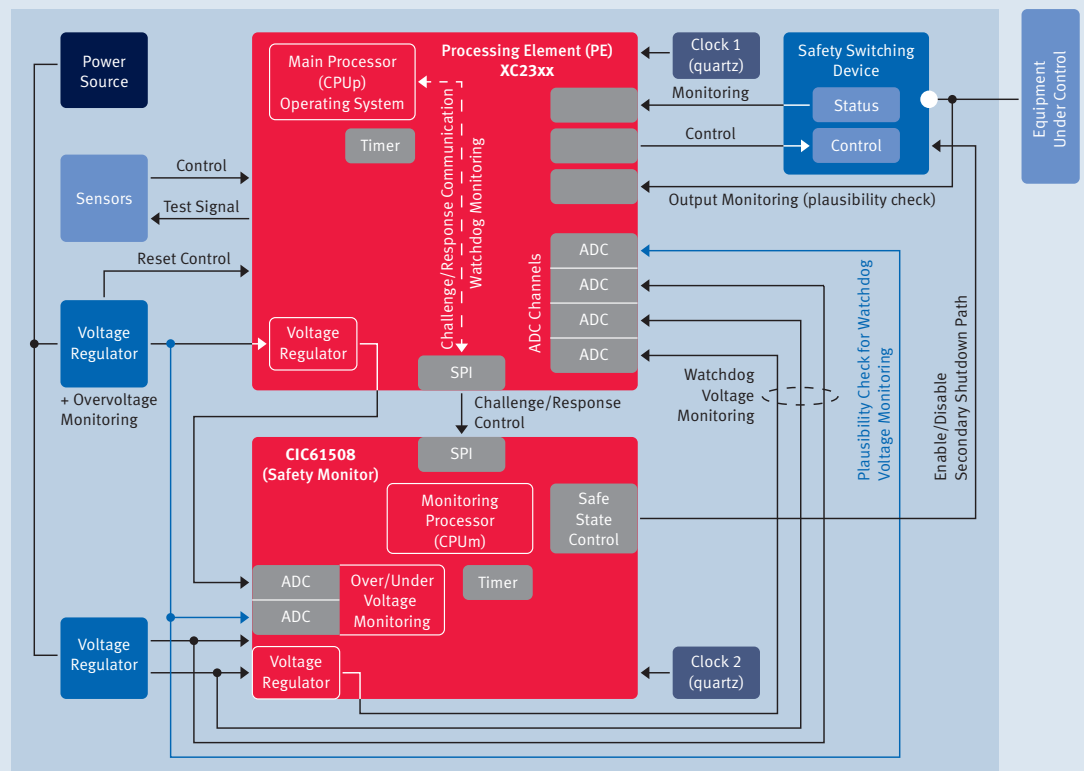 Power
Source
Sensors
Control
Test Signal
Reset Control
Voltage
Regulator
+ Overvoltage
Monitoring
Voltage
Regulator
Main Processor
(CPUp)
Operating System
Timer
Processing Element (PE)
XC23xx
Challenge/Response Communication
Watchdog Monitoring
Voltage
Regulator
SPI
ADC Channels
ADC
ADC
ADC
ADC
Clock 1
(quartz)
Monitoring
Control
Output Monitoring (plausibility check)
Safety Switching
Device
Status
Control
Equipment
Under Control
Challenge/Response
Control
Watchdog
Voltage
Monitoring
Plausibility Check for Watchdog
Voltage Monitoring
Enable/Disable
Secondary Shutdown Path
CIC61508
(Safety Monitor)
SPI
Monitoring
Processor
(CPUm)
Safe
State
Control
ADC
ADC
Over/Under
Voltage
Monitoring
Timer
Voltage
Regulator
Clock 2
(quartz)